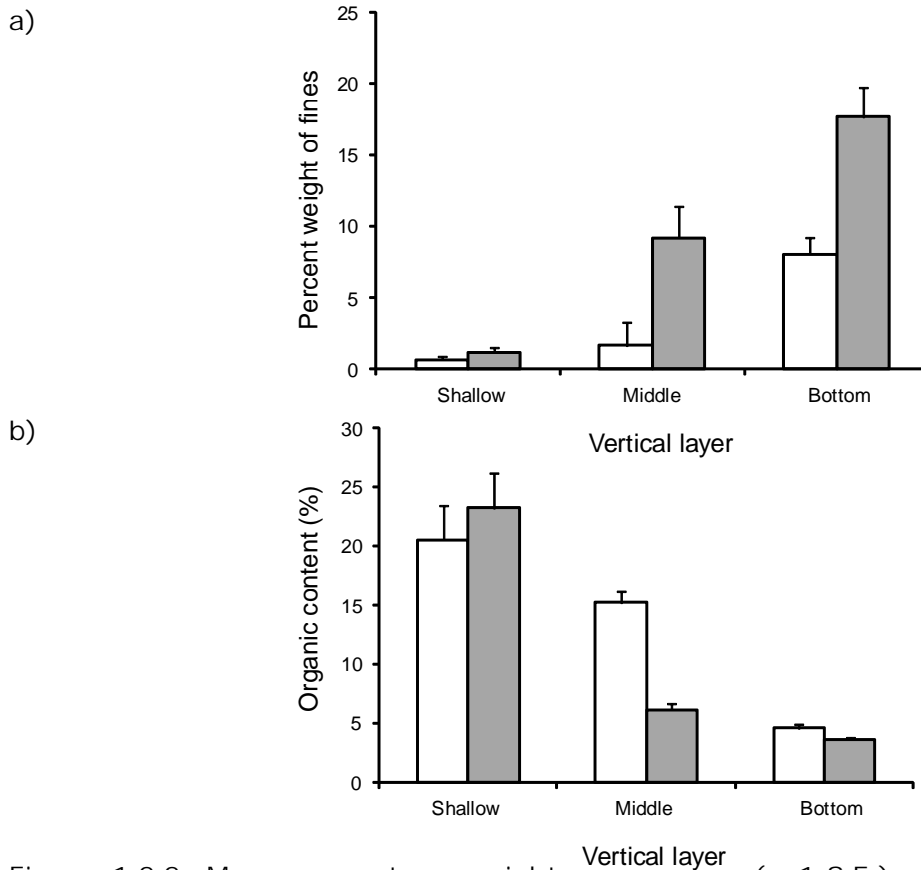 a)
25
20
15
10
5
0
Percent weight of fines
Shallow Middle Bottom
Vertical layer
b)
30
25
20
15
10
5
0
Organic content (%)
Shallow Middle Bottom
Vertical layer